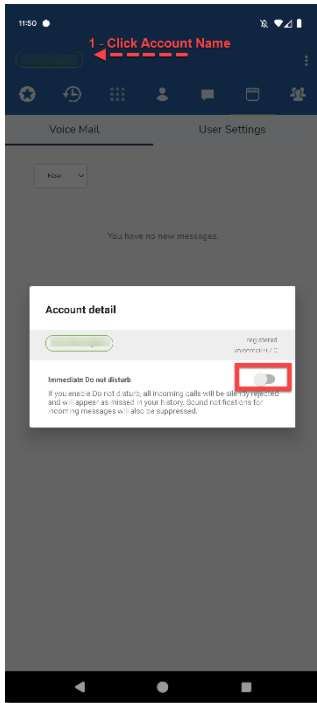 11:50
1 - Click Account Name
Voice Mail User Settings
New
You have no new messages.
Account detail
registered
Immediate Do not disturb
If you enable Do not disturb, all incoming calls will be silently rejected
and will appear as missed in your history. Sound notifications for
incoming messages will also be suppressed.